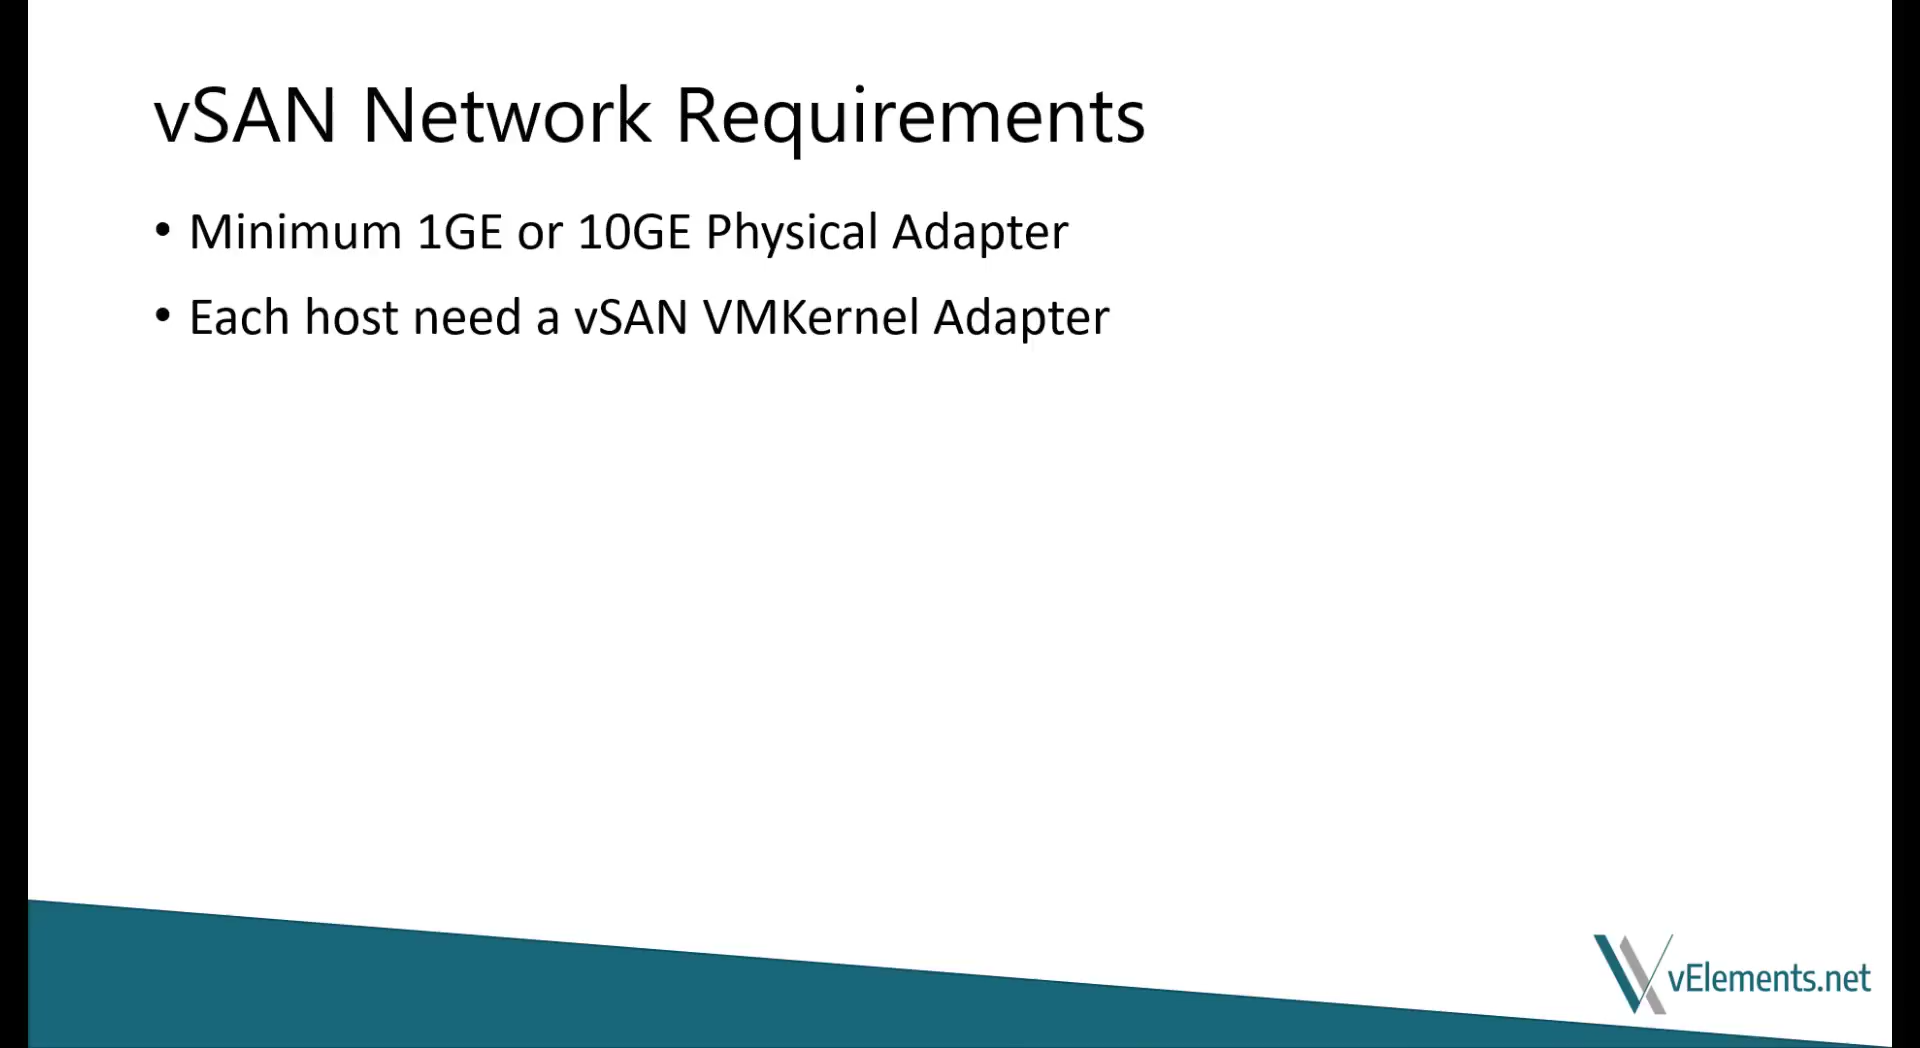 vSAN Network Requirements
• Minimum 1GE or 10GE Physical Adapter
• Each host need a vSAN VMKernel Adapter
vElements.net